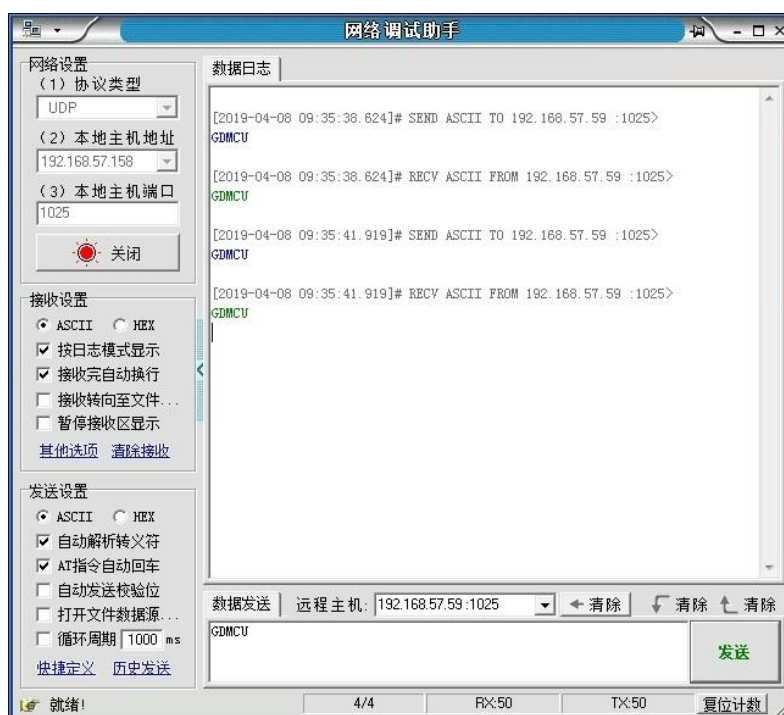 网络调试助手
网络设置
(1) 协议类型
UDP
(2) 本地主机地址
192.168.57.158
(3) 本地主机端口
1025
关闭
接收设置
ASCII HEX
按日志模式显示
接收完自动换行
接收转向至文件...
暂停接收区显示
其他选项 清除接收
发送设置
ASCII HEX
自动解析转义符
AT指令自动回车
自动发送校验位
打开文件数据源...
循环周期 1000 ms
快捷定义 历史发送
数据日志
[2019-04-08 09:35:38.624]# SEND ASCII TO 192.168.57.59 :1025>
GDMCU
[2019-04-08 09:35:38.624]# RECV ASCII FROM 192.168.57.59 :1025>
GDMCU
[2019-04-08 09:35:41.919]# SEND ASCII TO 192.168.57.59 :1025>
GDMCU
[2019-04-08 09:35:41.919]# RECV ASCII FROM 192.168.57.59 :1025>
GDMCU
数据发送 远程主机: 192.168.57.59 :1025 清除 清除 清除
GDMCU
发送
就绪! 4/4 RX:50 TX:50 复位计数